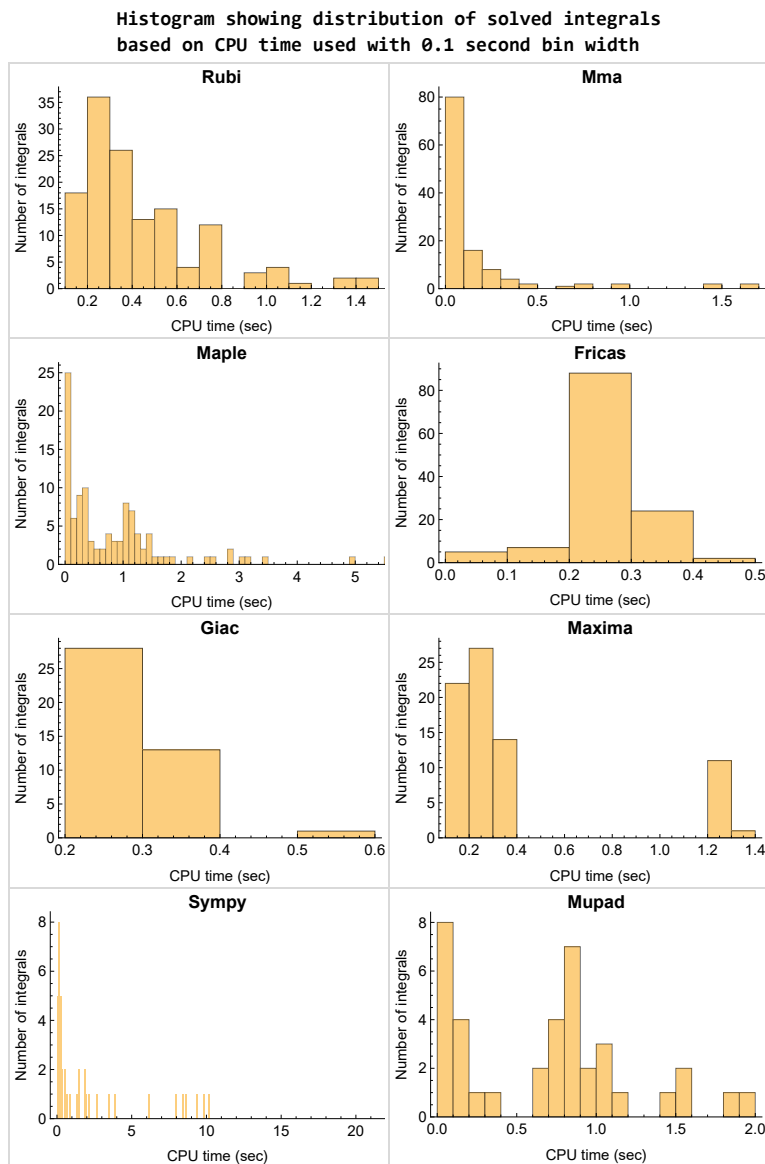 Histogram showing distribution of solved integrals
based on CPU time used with 0.1 second bin width
Rubi
Number of integrals
35
30
25
20
15
10
5
0
0.2 0.4 0.6 0.8 1.0 1.2 1.4
CPU time (sec)
Mma
Number of integrals
80
60
40
20
0
0.0 0.5 1.0 1.5
CPU time (sec)
Maple
Number of integrals
25
20
15
10
5
0
0 1 2 3 4 5
CPU time (sec)
Fricas
Number of integrals
80
60
40
20
0
0.0 0.1 0.2 0.3 0.4 0.5
CPU time (sec)
Giac
Number of integrals
25
20
15
10
5
0
0.2 0.3 0.4 0.5 0.6
CPU time (sec)
Maxima
Number of integrals
25
20
15
10
5
0
0.2 0.4 0.6 0.8 1.0 1.2 1.4
CPU time (sec)
Sympy
Number of integrals
8
6
4
2
0
0 5 10 15 20
CPU time (sec)
Mupad
Number of integrals
8
6
4
2
0
0.0 0.5 1.0 1.5 2.0
CPU time (sec)